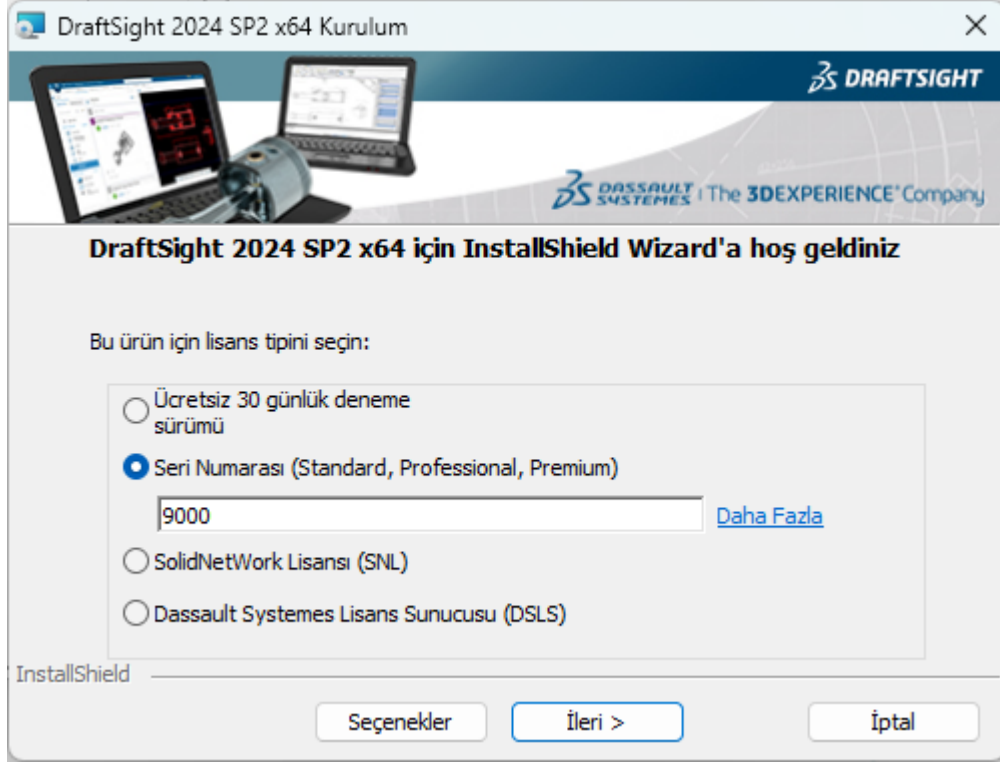 DraftSight 2024 SP2 x64 Kurulum
DRAFTSIGHT
DASSAULT SYSTEMES | The 3DEXPERIENCE® Company
DraftSight 2024 SP2 x64 için InstallShield Wizard'a hoş geldiniz
Bu ürün için lisans tipini seçin:
Ücretsiz 30 günlük deneme
sürümü
Seri Numarası (Standard, Professional, Premium)
9000
Daha Fazla
SolidNetWork Lisansı (SNL)
Dassault Systemes Lisans Sunucusu (DSLS)
InstallShield
Seçenekler
İleri >
İptal